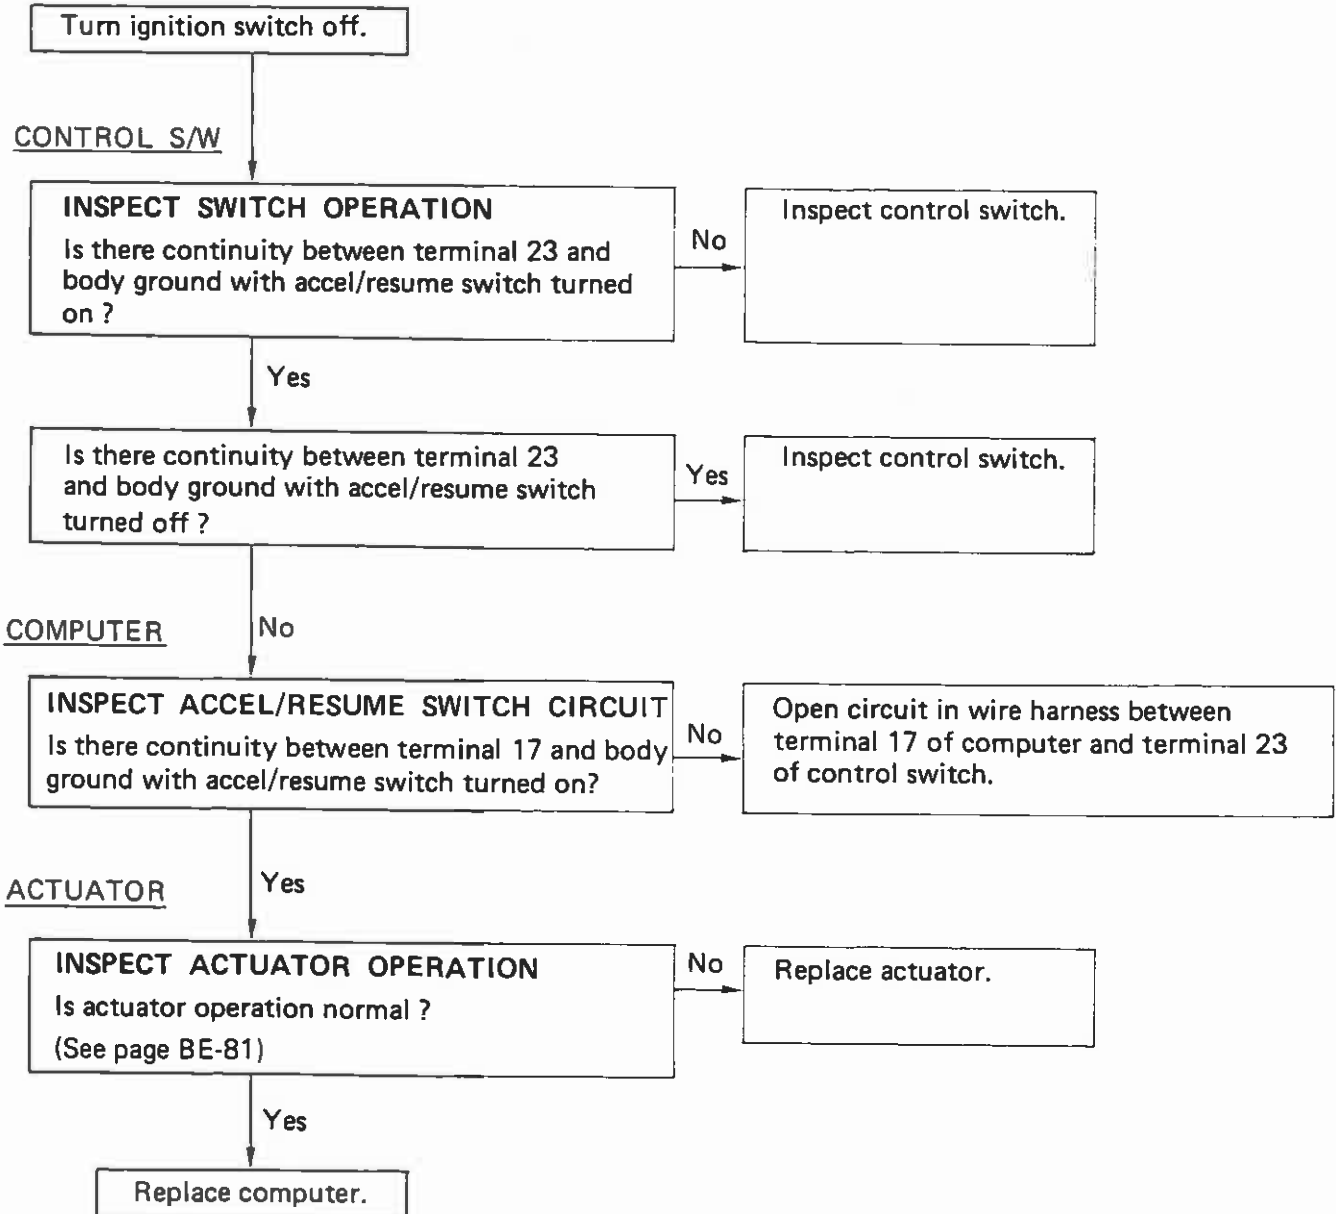 Turn ignition switch off.
CONTROL S/W
INSPECT SWITCH OPERATION
Is there continuity between terminal 23 and
body ground with accel/resume switch turned
on ?
No
Inspect control switch.
Yes
Is there continuity between terminal 23
and body ground with accel/resume switch
turned off ?
Yes
Inspect control switch.
No
COMPUTER
INSPECT ACCEL/RESUME SWITCH CIRCUIT
Is there continuity between terminal 17 and body
ground with accel/resume switch turned on?
No
Open circuit in wire harness between
terminal 17 of computer and terminal 23
of control switch.
Yes
ACTUATOR
INSPECT ACTUATOR OPERATION
Is actuator operation normal ?
(See page BE-81)
No
Replace actuator.
Yes
Replace computer.